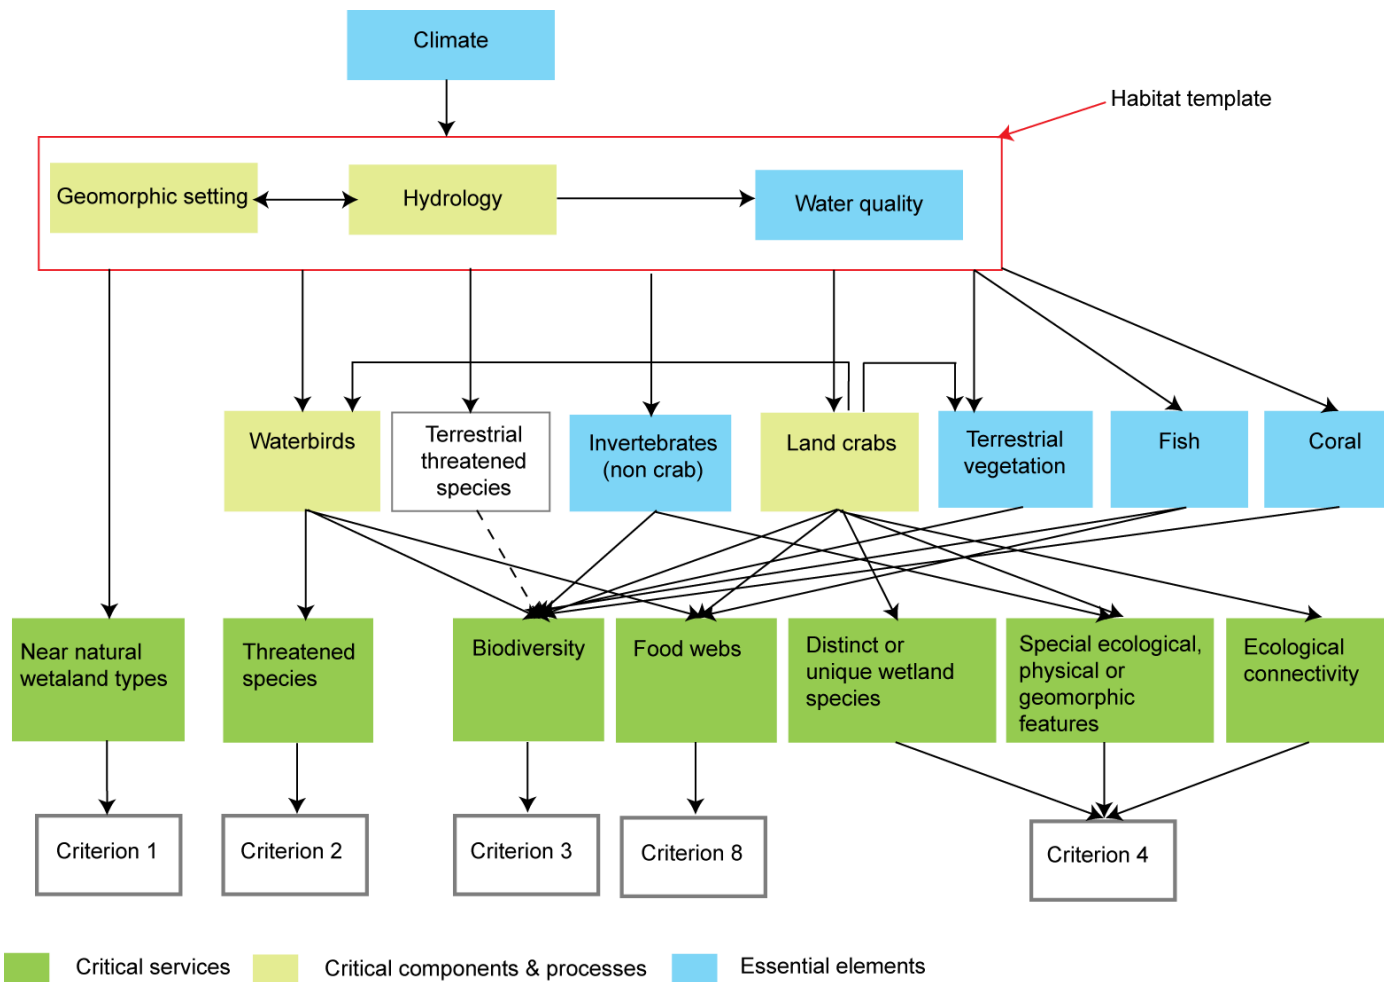 Climate
Habitat template
Geomorphic setting
Hydrology
Water quality
Waterbirds
Terrestrial
threatened
species
Invertebrates
(non crab)
Land crabs
Terrestrial
vegetation
Fish
Coral
Near natural
wetaland types
Threatened
species
Biodiversity
Food webs
Distinct or
unique wetland
species
Special ecological,
physical or
geomorphic
features
Ecological
connectivity
Criterion 1
Criterion 2
Criterion 3
Criterion 8
Criterion 4
Critical services
Critical components & processes
Essential elements